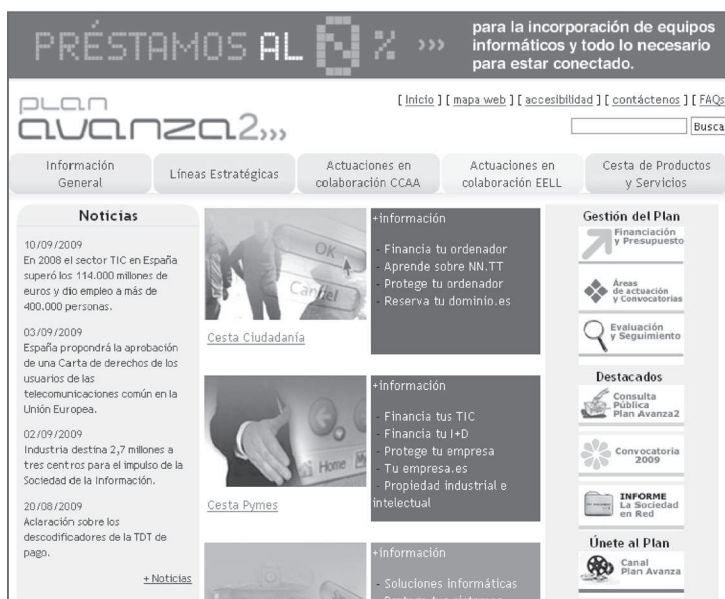 PRÉSTAMOS AL 0 % »»
para la incorporación de equipos
informáticos y todo lo necesario
para estar conectado.
[ Inicio ] [ mapa web ] [ accesibilidad ] [ contáctenos ] [ FAQs
plan
avanza2»»
Busca
Información
General
Líneas Estratégicas
Actuaciones en
colaboración CCAA
Actuaciones en
colaboración EELL
Cesta de Productos
y Servicios
Noticias
10/09/2009
En 2008 el sector TIC en España
superó los 114.000 millones de
euros y dio empleo a más de
400.000 personas.
03/09/2009
España propondrá la aprobación
de una Carta de derechos de los
usuarios de las
telecomunicaciones común en la
Unión Europea.
02/09/2009
Industria destina 2,7 millones a
tres centros para el impulso de la
Sociedad de la Información.
20/08/2009
Aclaración sobre los
descodificadores de la TDT de
pago.
+ Noticias
OK
Cancel
Cesta Ciudadanía
+información
- Financia tu ordenador
- Aprende sobre NN.TT
- Protege tu ordenador
- Reserva tu dominio.es
Home
Cesta Pymes
+información
- Financia tus TIC
- Financia tu I+D
- Protege tu empresa
- Tu empresa.es
- Propiedad industrial e
intelectual
+información
- Soluciones informáticas
- Protege tus sistemas
Gestión del Plan
Financiación
y Presupuesto
Áreas
de actuación
y Convocatorias
Evaluación
y Seguimiento
Destacados
Consulta
Pública
Plan Avanza2
Convocatoria
2009
INFORME
La Sociedad
en Red
Únete al Plan
Canal
Plan Avanza